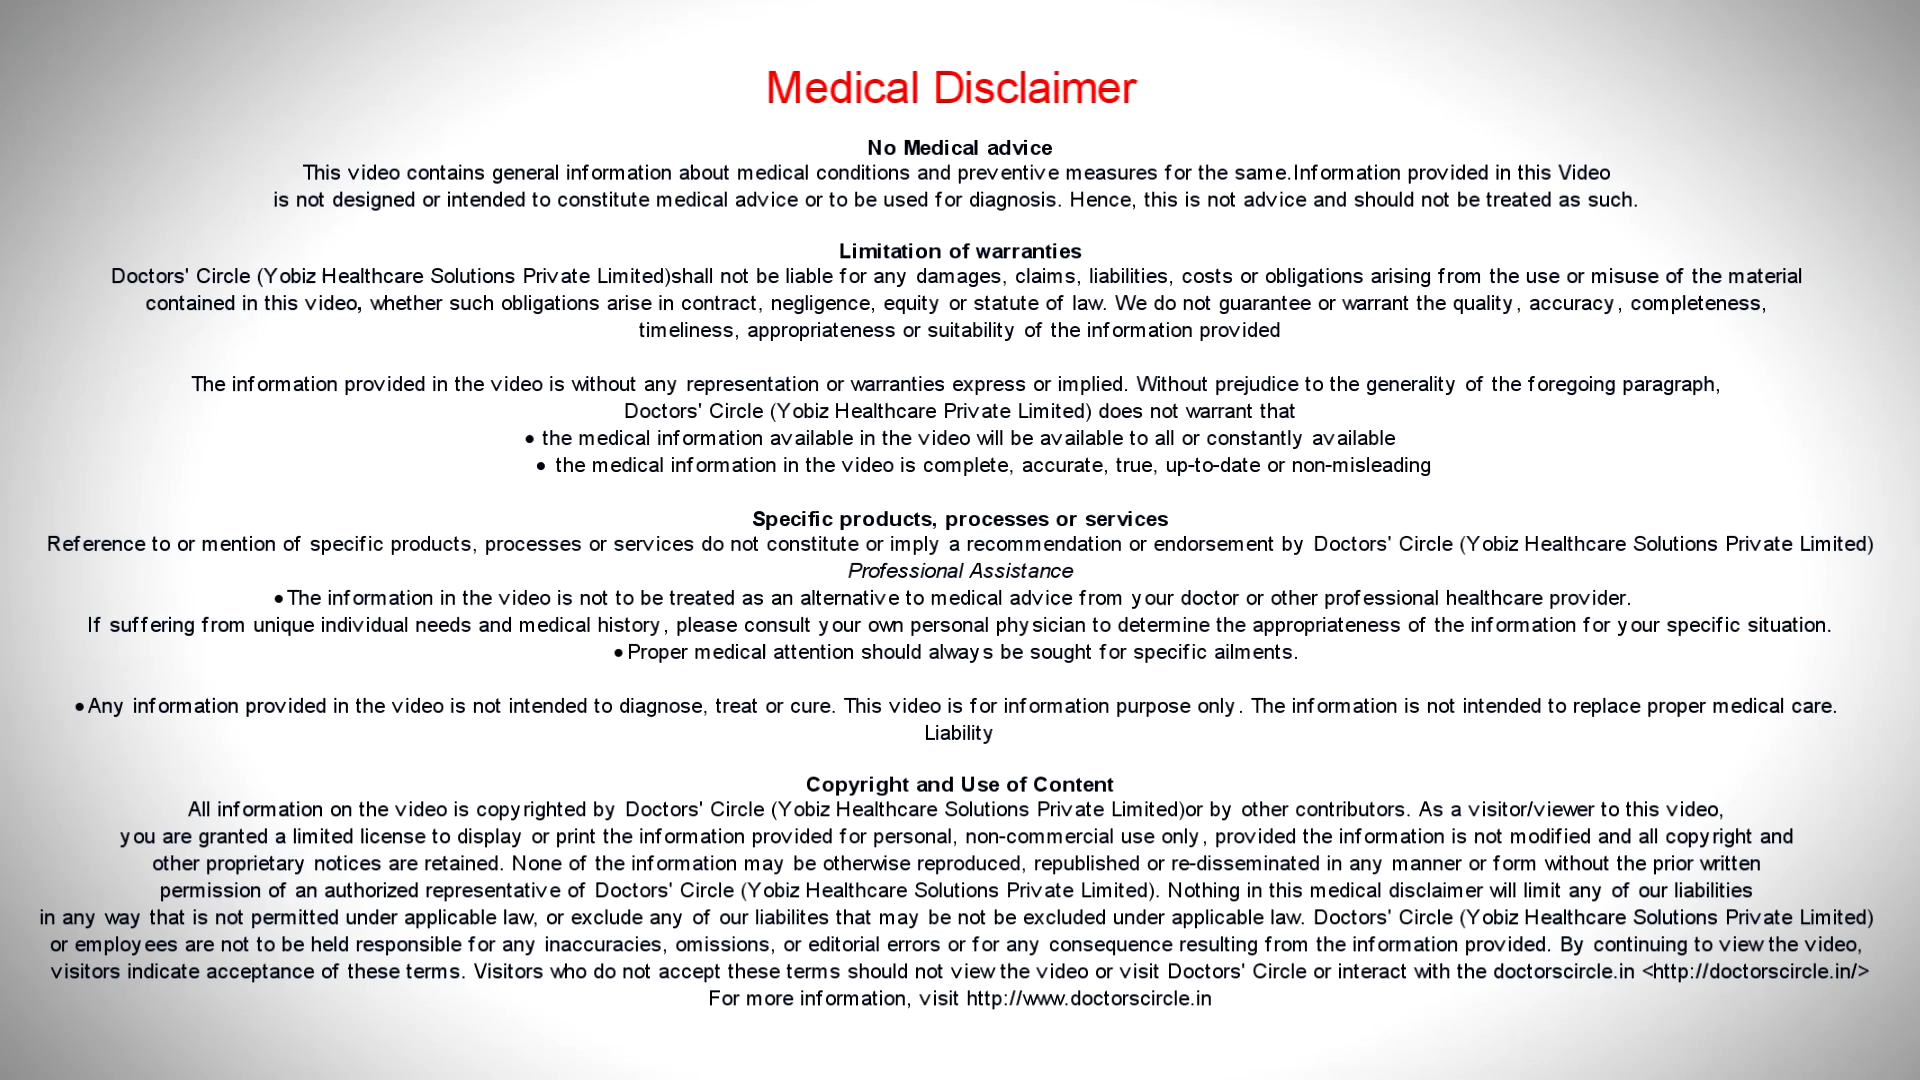 Medical Disclaimer
No Medical advice
This video contains general information about medical conditions and preventive measures for the same.Information provided in this Video
is not designed or intended to constitute medical advice or to be used for diagnosis. Hence, this is not advice and should not be treated as such.
Limitation of warranties
Doctors' Circle (Yobiz Healthcare Solutions Private Limited)shall not be liable for any damages, claims, liabilities, costs or obligations arising from the use or misuse of the material
contained in this video, whether such obligations arise in contract, negligence, equity or statute of law. We do not guarantee or warrant the quality, accuracy, completeness,
timeliness, appropriateness or suitability of the information provided
The information provided in the video is without any representation or warranties express or implied. Without prejudice to the generality of the foregoing paragraph,
Doctors' Circle (Yobiz Healthcare Private Limited) does not warrant that
• the medical information available in the video will be available to all or constantly available
• the medical information in the video is complete, accurate, true, up-to-date or non-misleading
Specific products, processes or services
Reference to or mention of specific products, processes or services do not constitute or imply a recommendation or endorsement by Doctors' Circle (Yobiz Healthcare Solutions Private Limited)
Professional Assistance
•The information in the video is not to be treated as an alternative to medical advice from your doctor or other professional healthcare provider.
If suffering from unique individual needs and medical history, please consult your own personal physician to determine the appropriateness of the information for your specific situation.
•Proper medical attention should always be sought for specific ailments.
•Any information provided in the video is not intended to diagnose, treat or cure. This video is for information purpose only. The information is not intended to replace proper medical care.
Liability
Copyright and Use of Content
All information on the video is copyrighted by Doctors' Circle (Yobiz Healthcare Solutions Private Limited)or by other contributors. As a visitor/viewer to this video,
you are granted a limited license to display or print the information provided for personal, non-commercial use only, provided the information is not modified and all copyright and
other proprietary notices are retained. None of the information may be otherwise reproduced, republished or re-disseminated in any manner or form without the prior written
permission of an authorized representative of Doctors' Circle (Yobiz Healthcare Solutions Private Limited). Nothing in this medical disclaimer will limit any of our liabilities
in any way that is not permitted under applicable law, or exclude any of our liabilites that may be not be excluded under applicable law. Doctors' Circle (Yobiz Healthcare Solutions Private Limited)
or employees are not to be held responsible for any inaccuracies, omissions, or editorial errors or for any consequence resulting from the information provided. By continuing to view the video,
visitors indicate acceptance of these terms. Visitors who do not accept these terms should not view the video or visit Doctors' Circle or interact with the doctorscircle.in <http://doctorscircle.in/>
For more information, visit http://www.doctorscircle.in